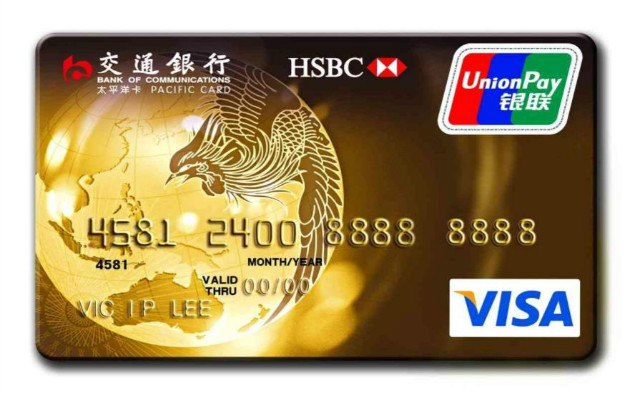 交通銀行
BANK OF COMMUNICATIONS
太平洋卡 PACIFIC CARD
HSBC
UnionPay
银联
4581 2400 8888 8888
4581
MONTH/YEAR
VALID THRU 00/00
VIC I P LEE
VISA